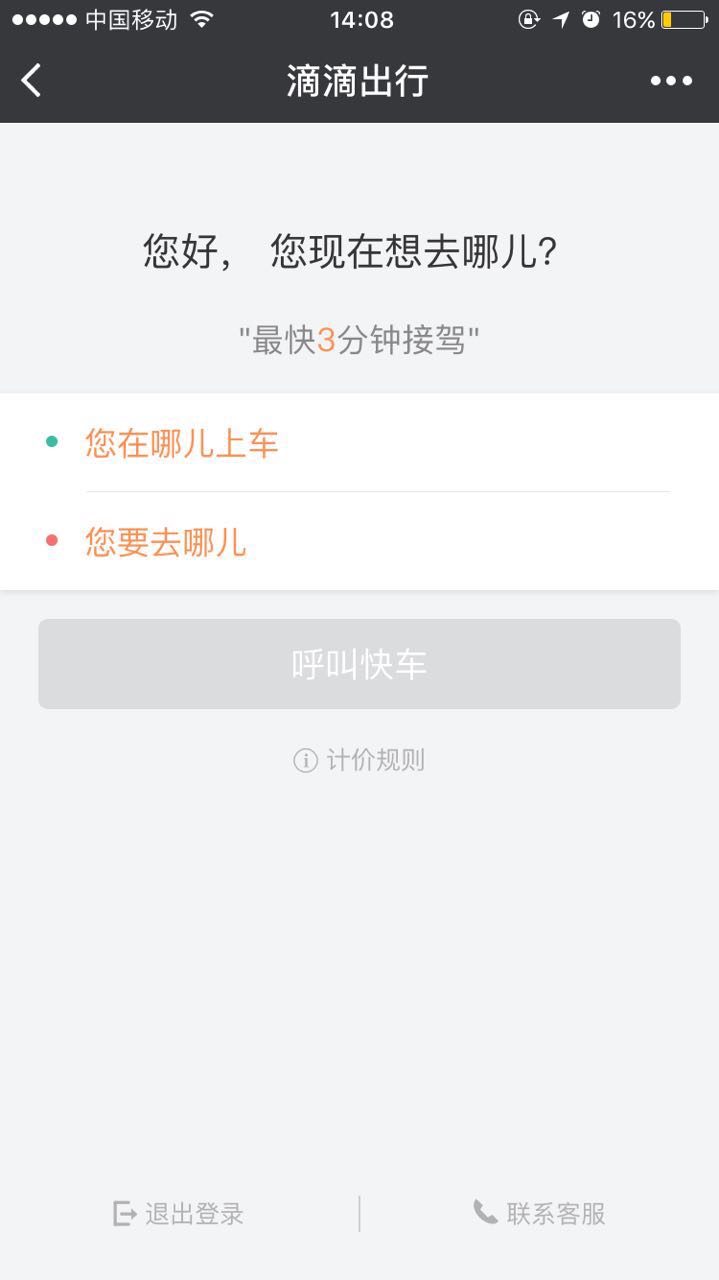 中国移动 14:08 16%
滴滴出行
您好， 您现在想去哪儿?
"最快3分钟接驾"
您在哪儿上车
您要去哪儿
呼叫快车
计价规则
退出登录 联系客服